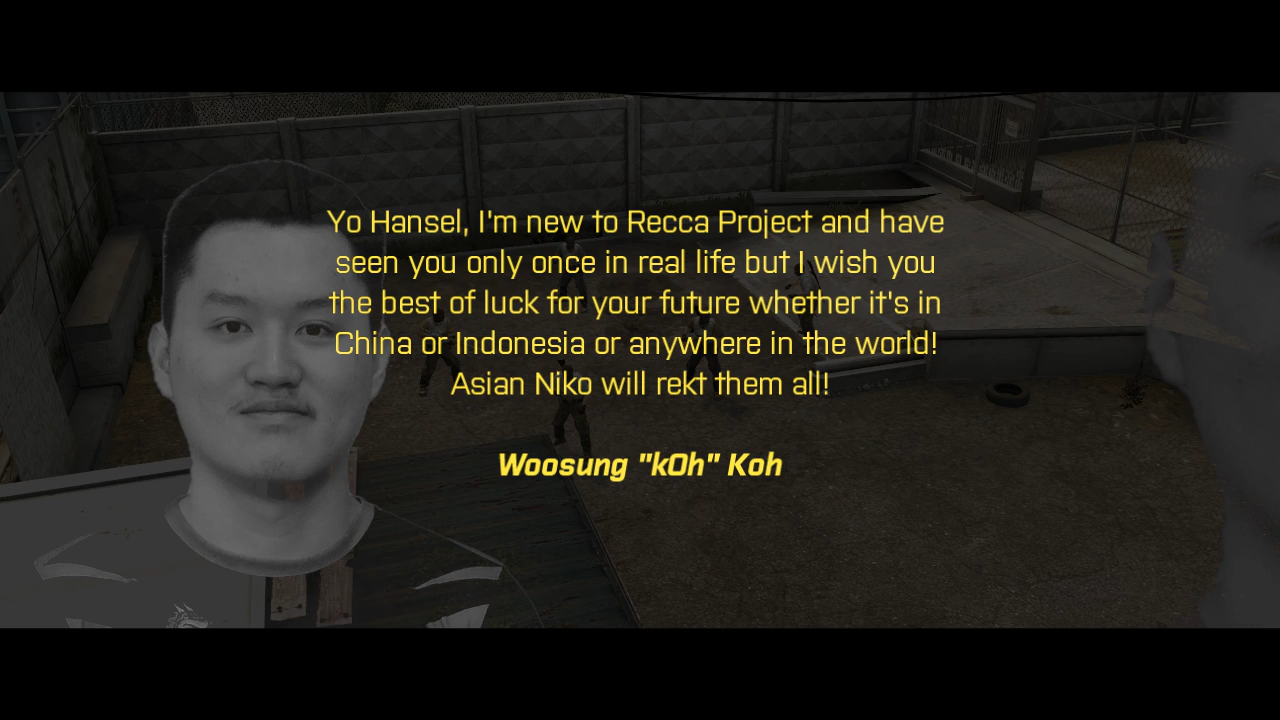 Yo Hansel, I'm new to Recca Project and have
seen you only once in real life but I wish you
the best of luck for your future whether it's in
China or Indonesia or anywhere in the world!
Asian Niko will rekt them all!
Woosung "k0h" Koh